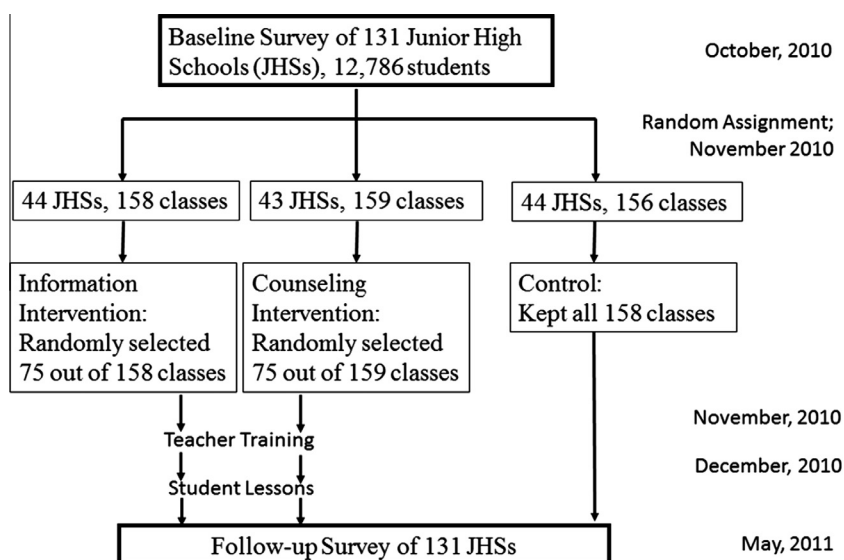 Baseline Survey of 131 Junior High
Schools (JHSs), 12,786 students
October, 2010
Random Assignment;
November 2010
44 JHSs, 158 classes
43 JHSs, 159 classes
44 JHSs, 156 classes
Information
Intervention:
Randomly selected
75 out of 158 classes
Counseling
Intervention:
Randomly selected
75 out of 159 classes
Control:
Kept all 158 classes
November, 2010
Teacher Training
December, 2010
Student Lessons
Follow-up Survey of 131 JHSs
May, 2011